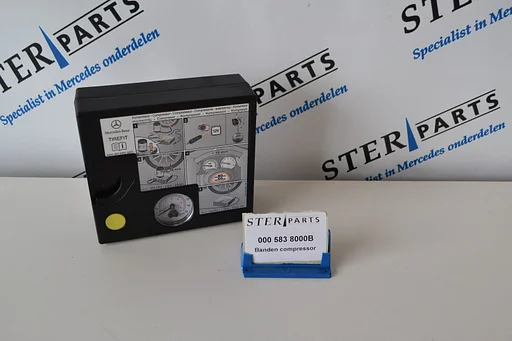 STERPARTS
Specialist in Mercedes onderdelen
STERPARTS
Specialist in Mercedes onderdelen
STERPARTS
Specialist in Mercedes onderdelen
STERPARTS
Specialist in Mercedes onderdelen
Mercedes-Benz
TIREFIT
STERPARTS
000 583 8000B
Banden compressor